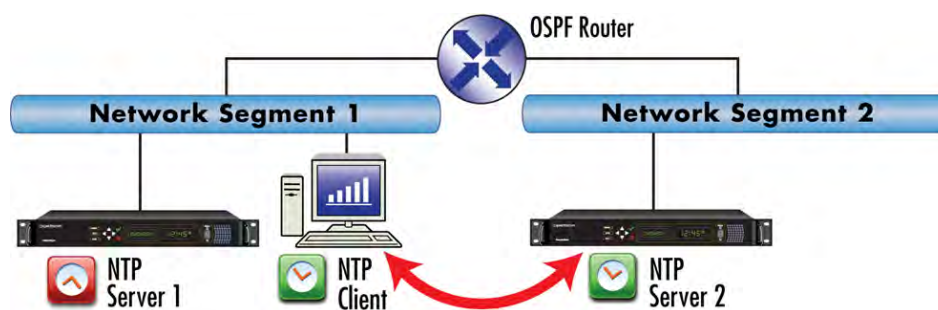 OSPF Router
Network Segment 1
Network Segment 2
NTP
Server 1
NTP
Client
NTP
Server 2